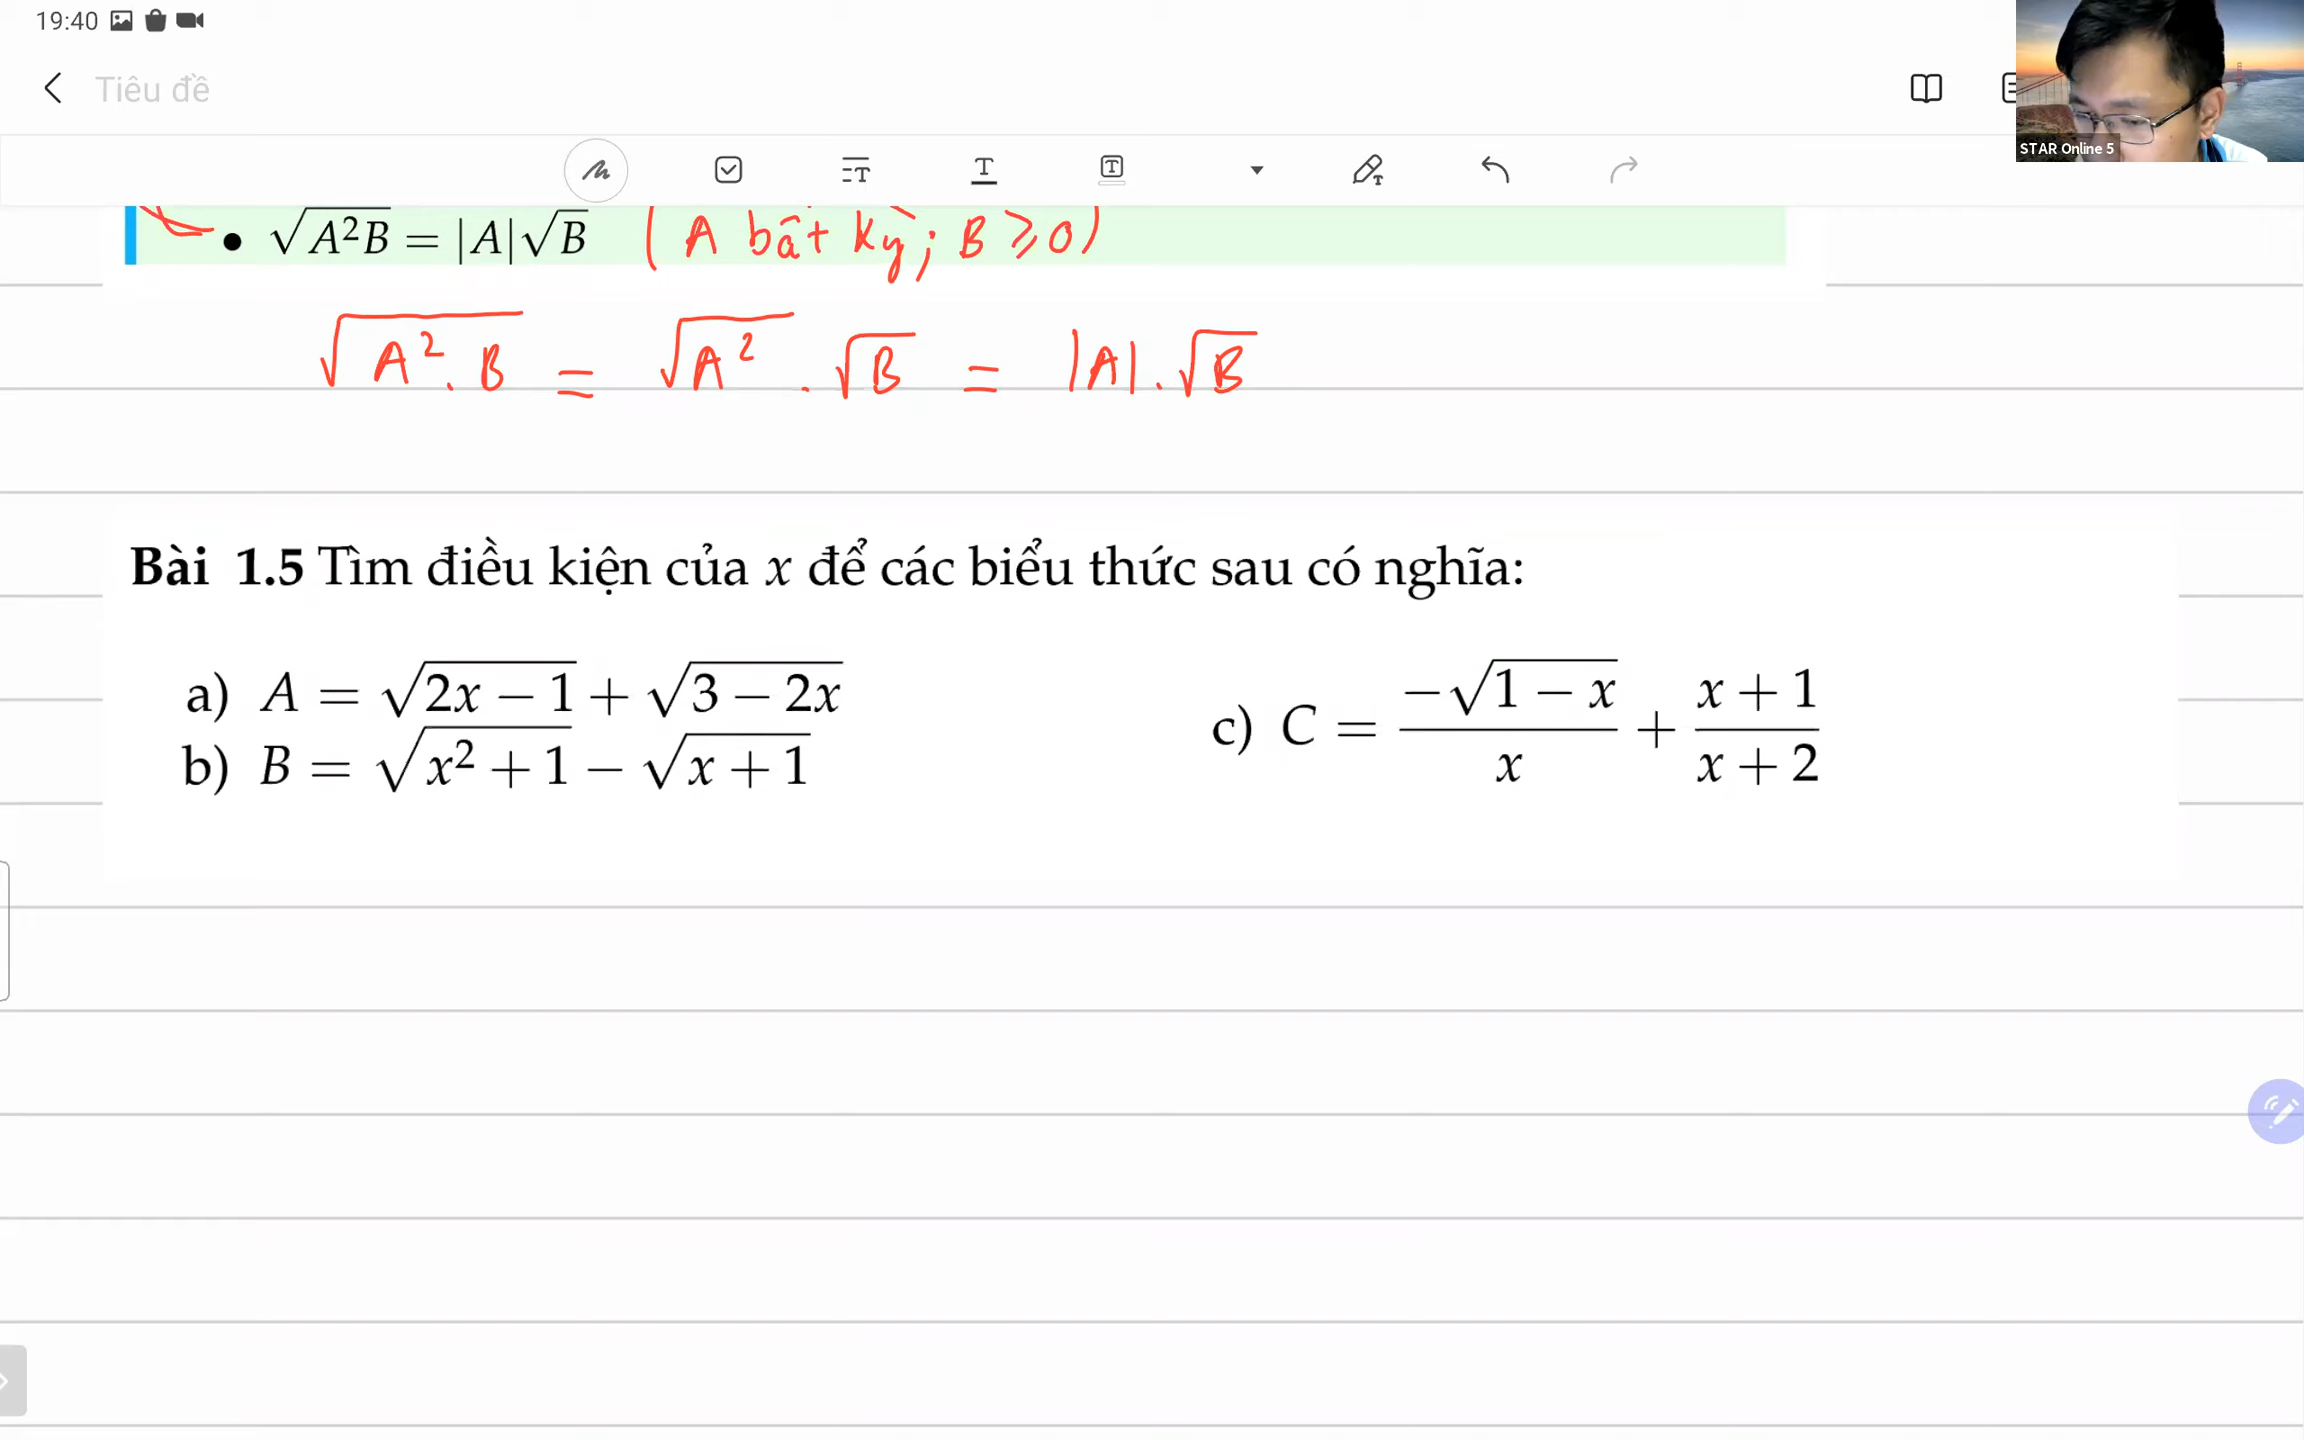 19:40
Tiêu đề
STAR Online 5
• √(A²B) = |A|√B ( A bất kỳ; B ⩾ 0)
√(A². B) = √(A²) . √B = |A| . √B
Bài 1.5 Tìm điều kiện của x để các biểu thức sau có nghĩa:
a) A = √(2x − 1) + √(3 − 2x)
b) B = √(x² + 1) − √(x + 1)
c) C = (−√(1 − x))/x + (x + 1)/(x + 2)